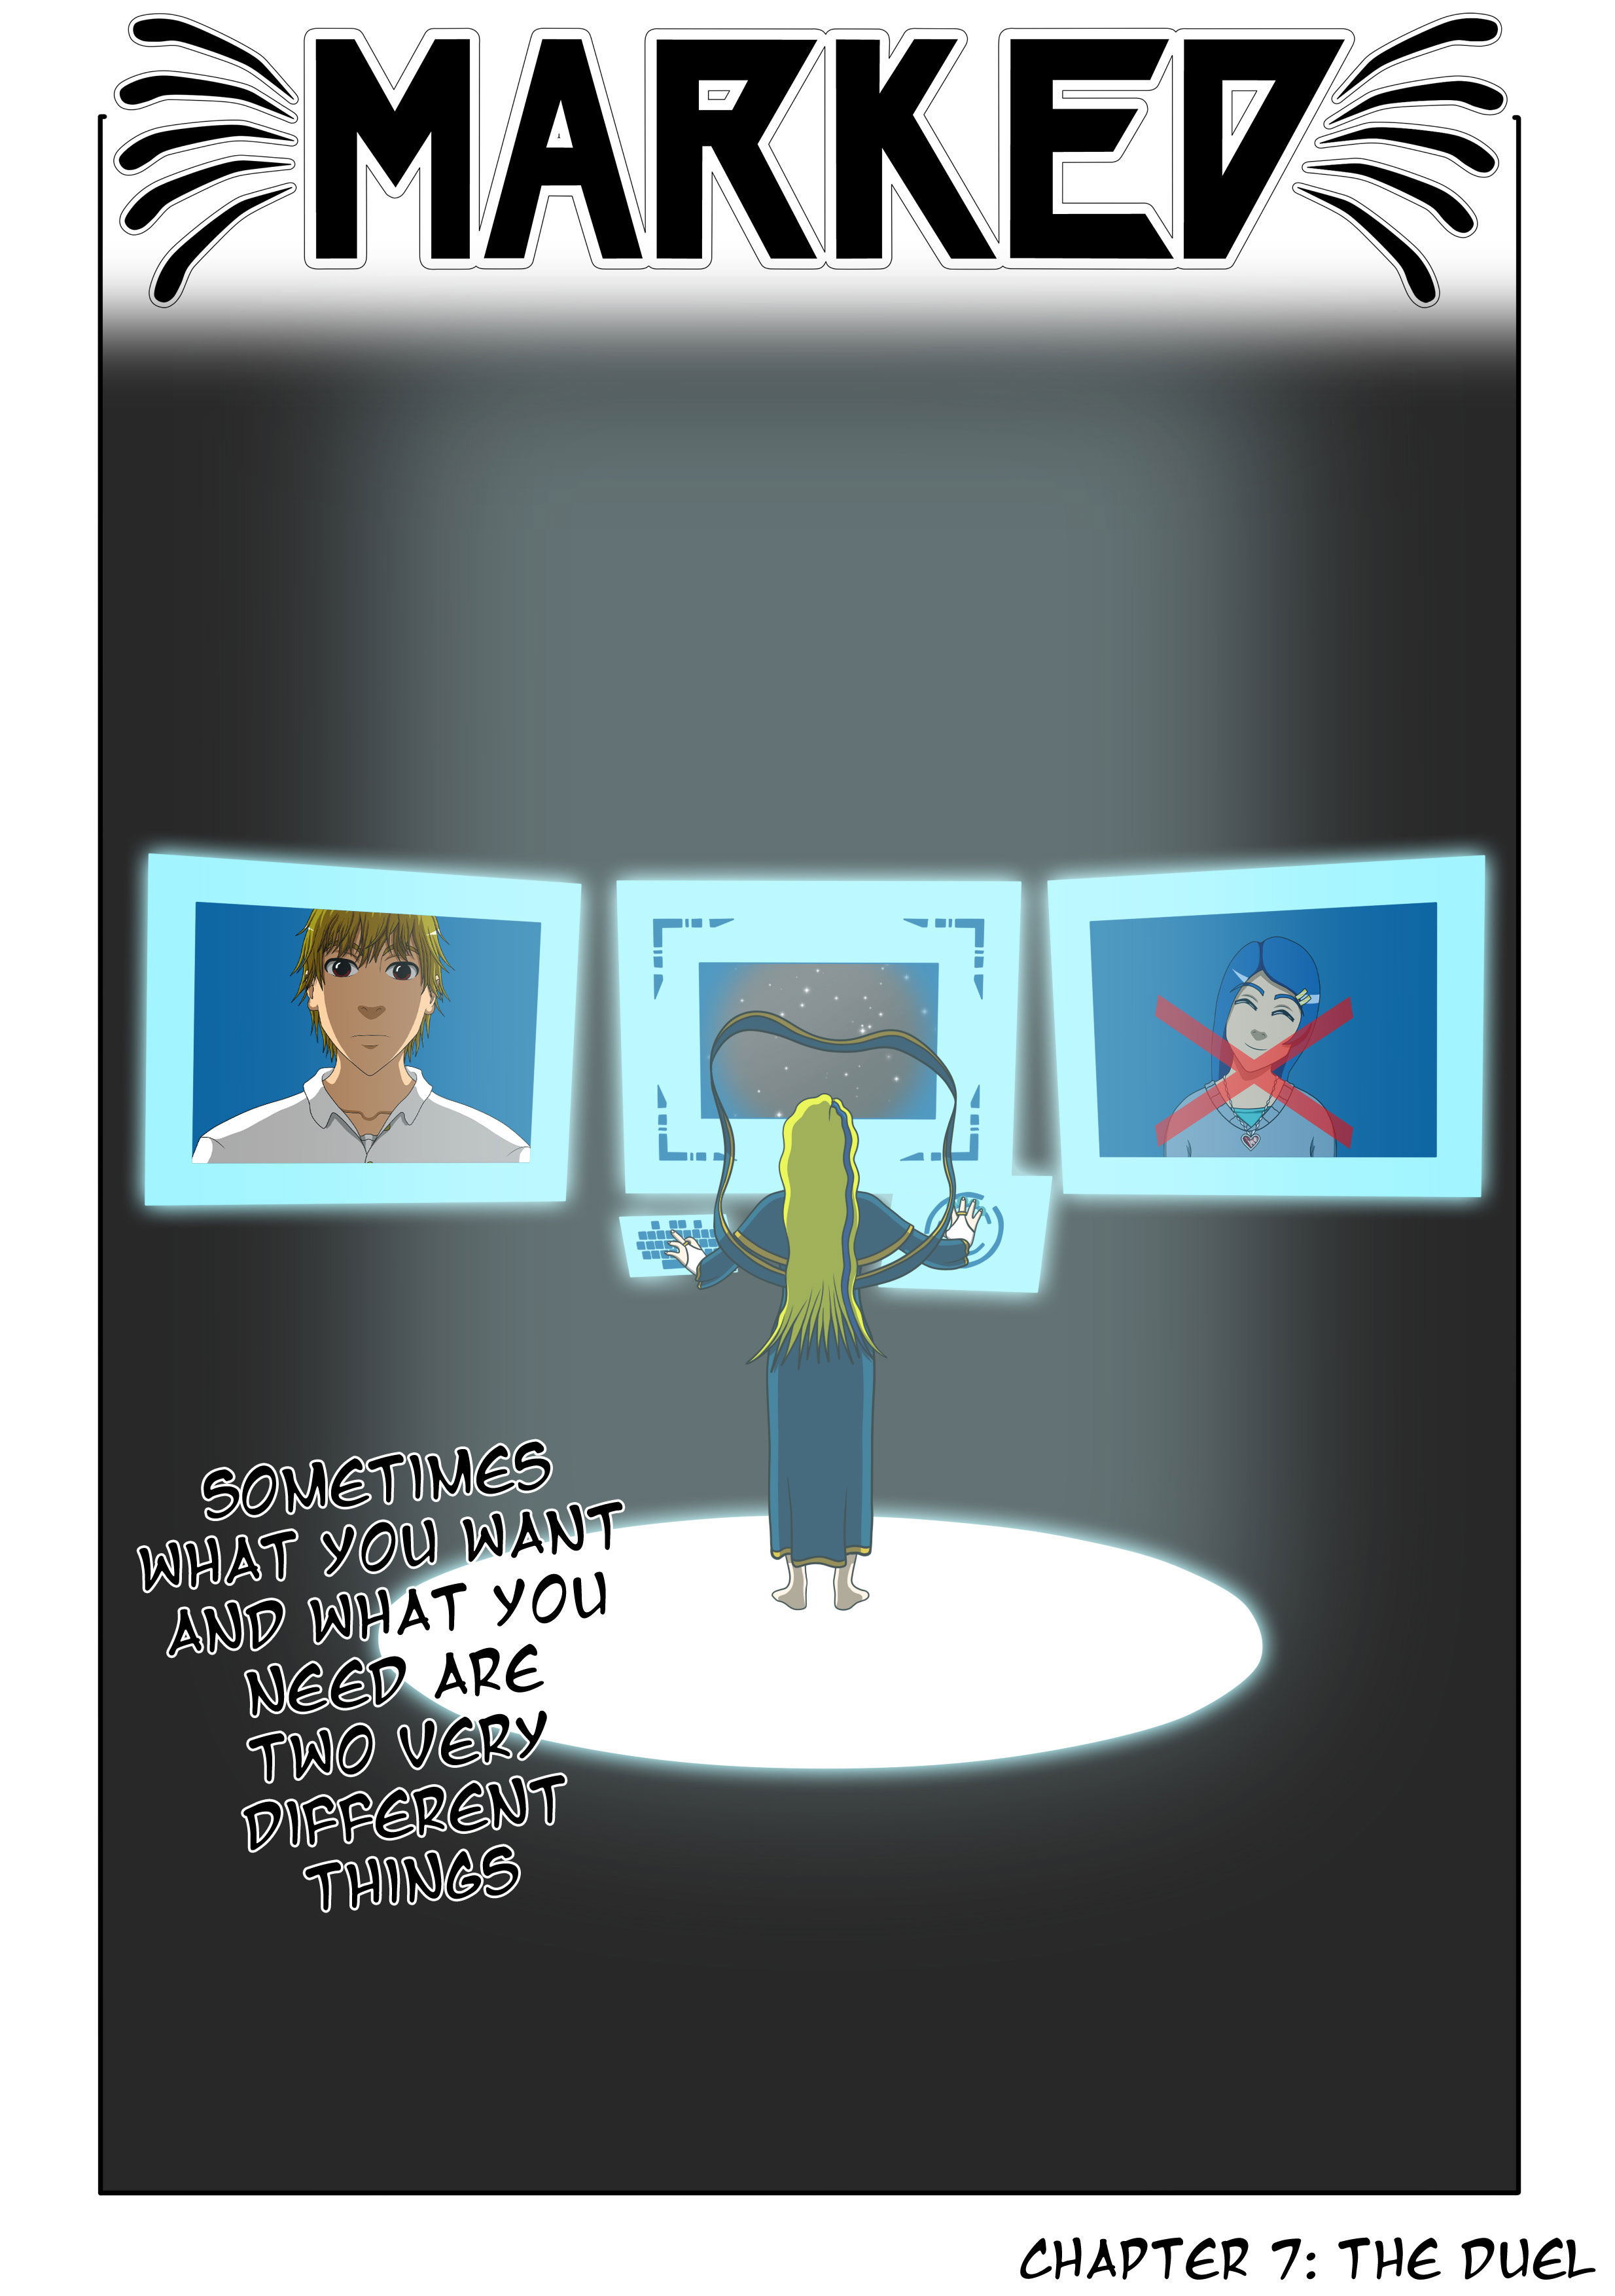 MARKED
SOMETIMES
WHAT YOU WANT
AND WHAT YOU
NEED ARE
TWO VERY
DIFFERENT
THINGS
CHAPTER 7: THE DUEL